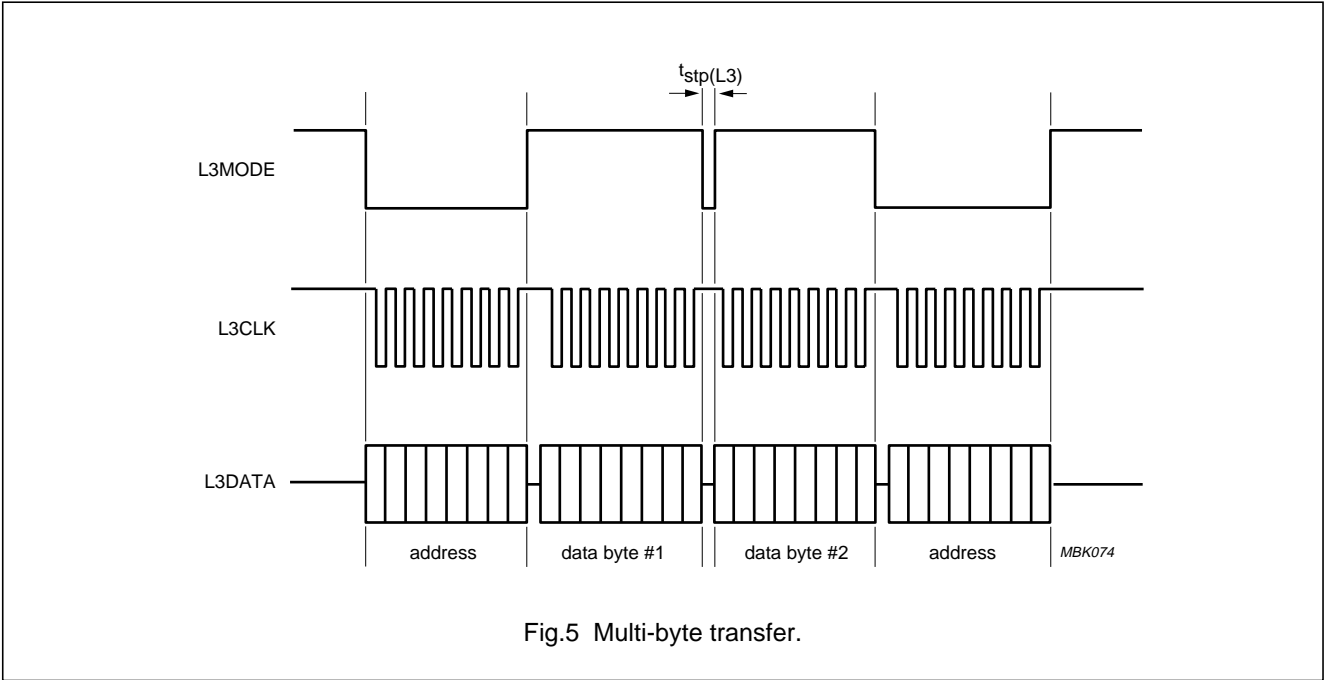 tstp(L3)
L3MODE
L3CLK
L3DATA
address data byte #1 data byte #2 address MBK074
Fig.5 Multi-byte transfer.